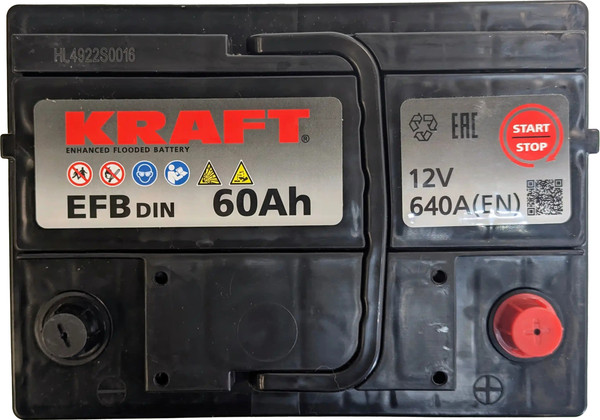 HL4922S0016
KRAFT®
ENHANCED FLOODED BATTERY
EFB DIN 60Ah
EAC
START
STOP
12V
640A(EN)